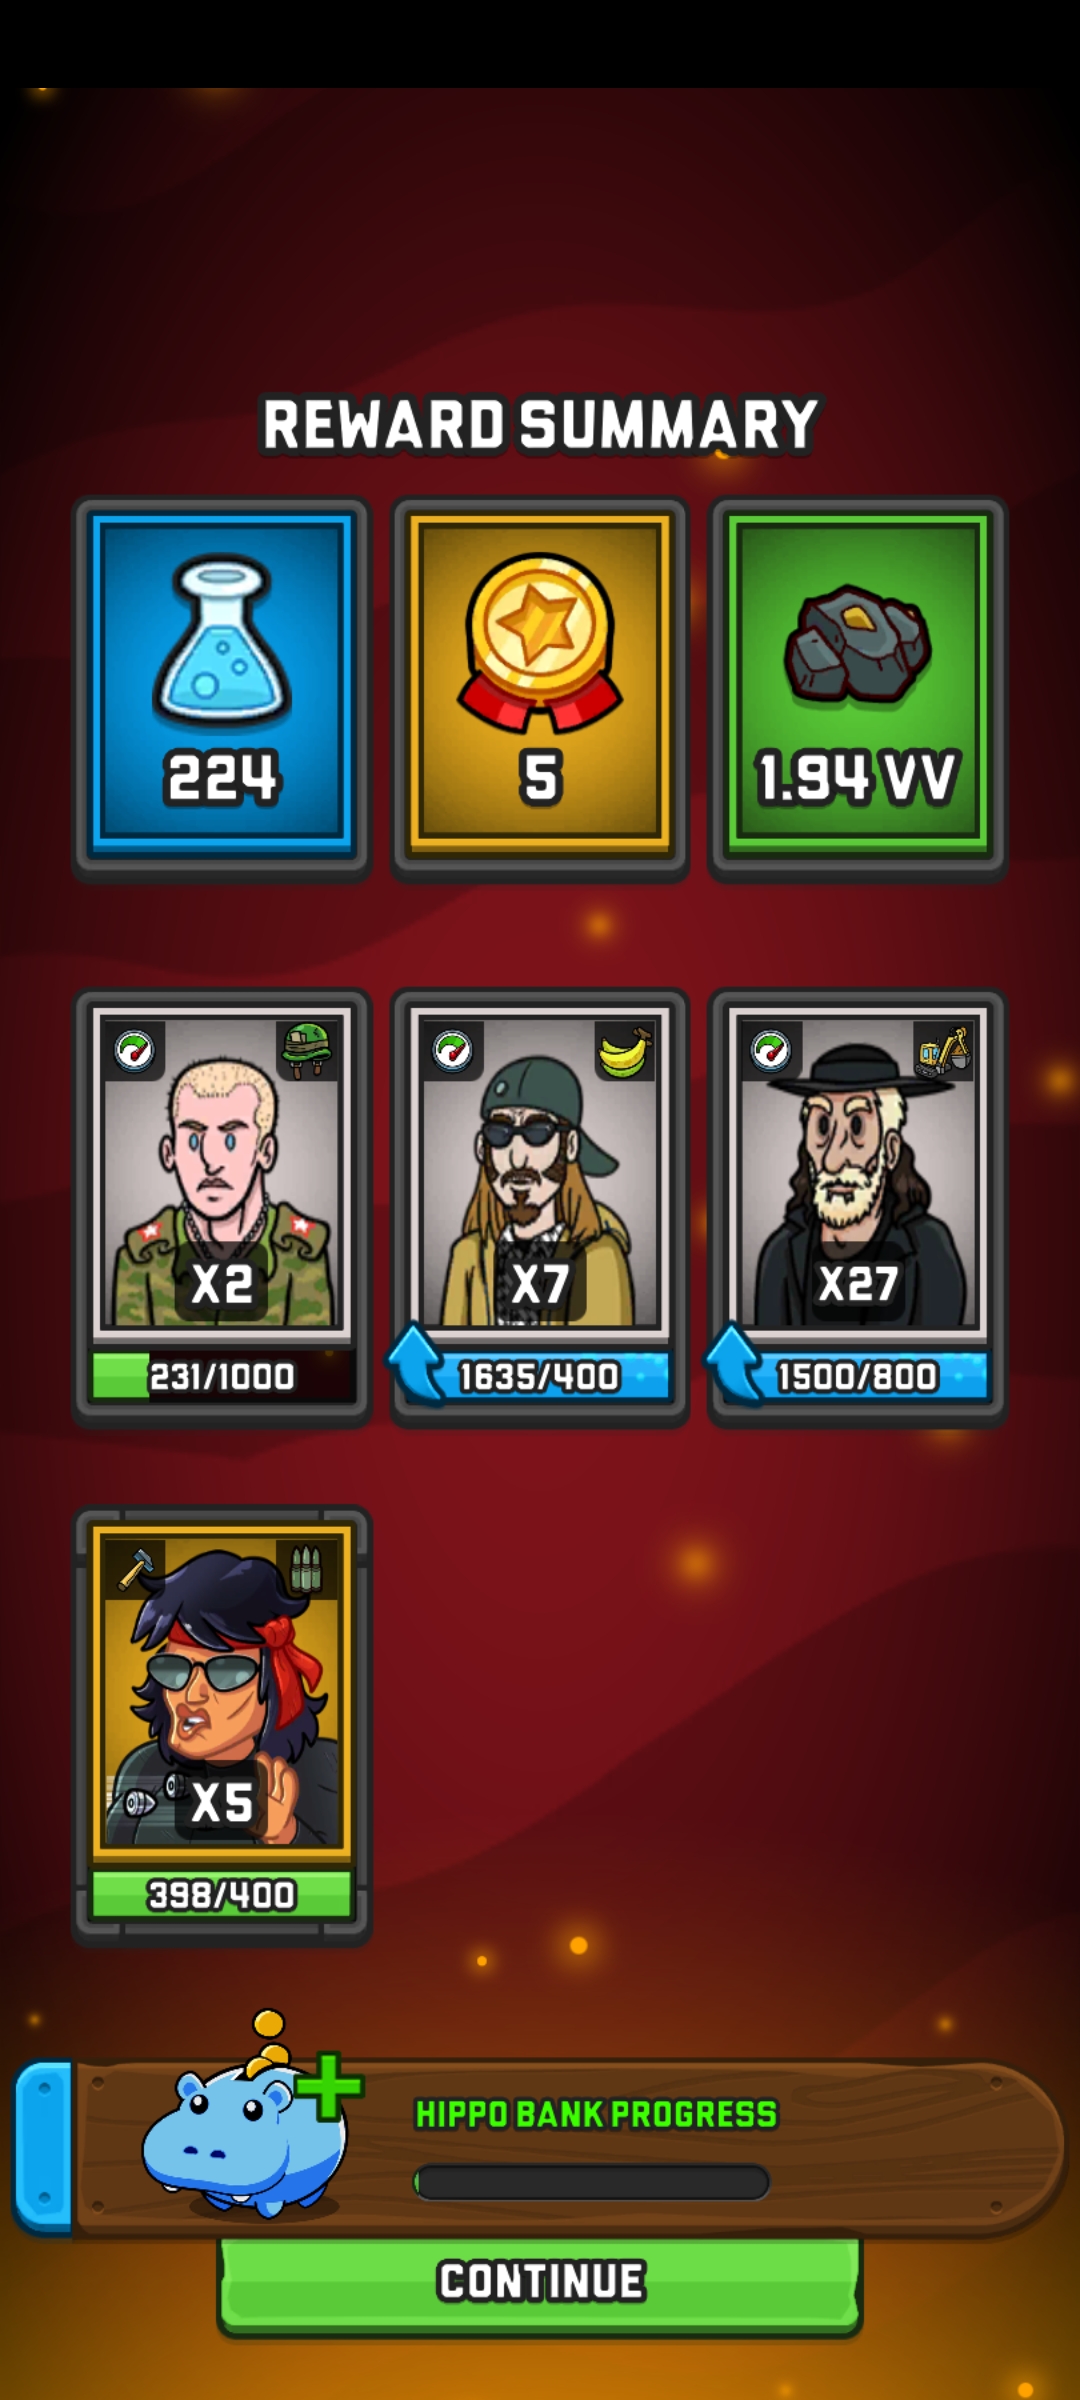 REWARD SUMMARY
224
5
1.94 VV
X2
X7
X27
231/1000
1635/400
1500/800
X5
398/400
HIPPO BANK PROGRESS
CONTINUE